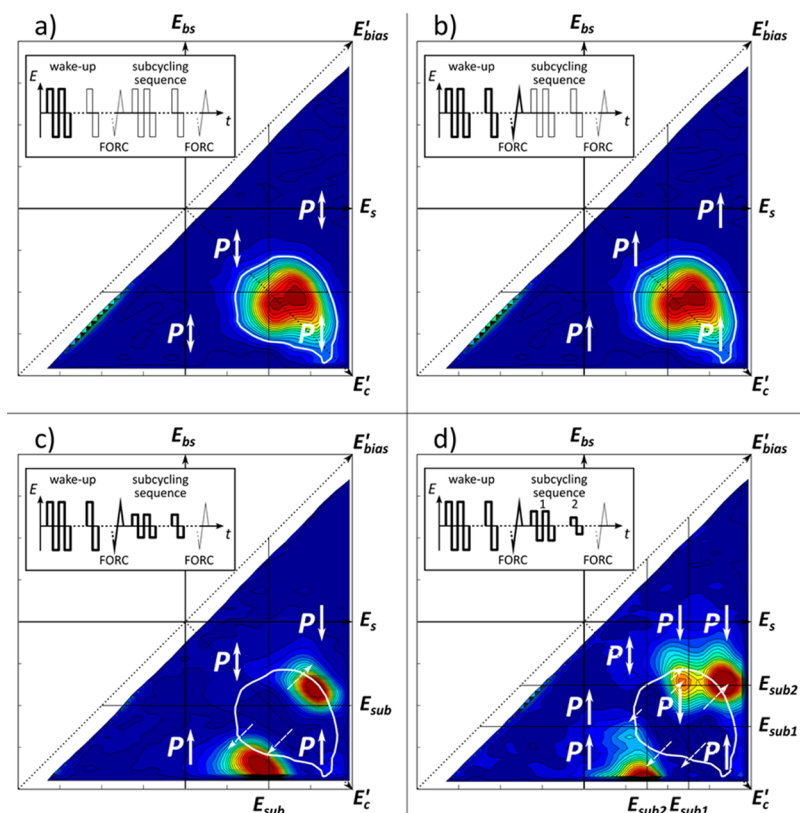 a)
E_bs
E'_bias
wake-up
subcycling
sequence
E
t
FORC
FORC
E_s
P
P
P
P
E'_c
b)
E_bs
E'_bias
wake-up
subcycling
sequence
E
t
FORC
FORC
E_s
P
P
P
P
E'_c
c)
E_bs
E'_bias
wake-up
subcycling
sequence
E
t
FORC
FORC
E_s
P
P
E_sub
P
P
E'_c
E_sub
d)
E_bs
E'_bias
wake-up
subcycling
sequence
1 2
E
t
FORC
FORC
E_s
P P
P
E_sub2
P
P
E_sub1
P
P
E'_c
E_sub2 E_sub1